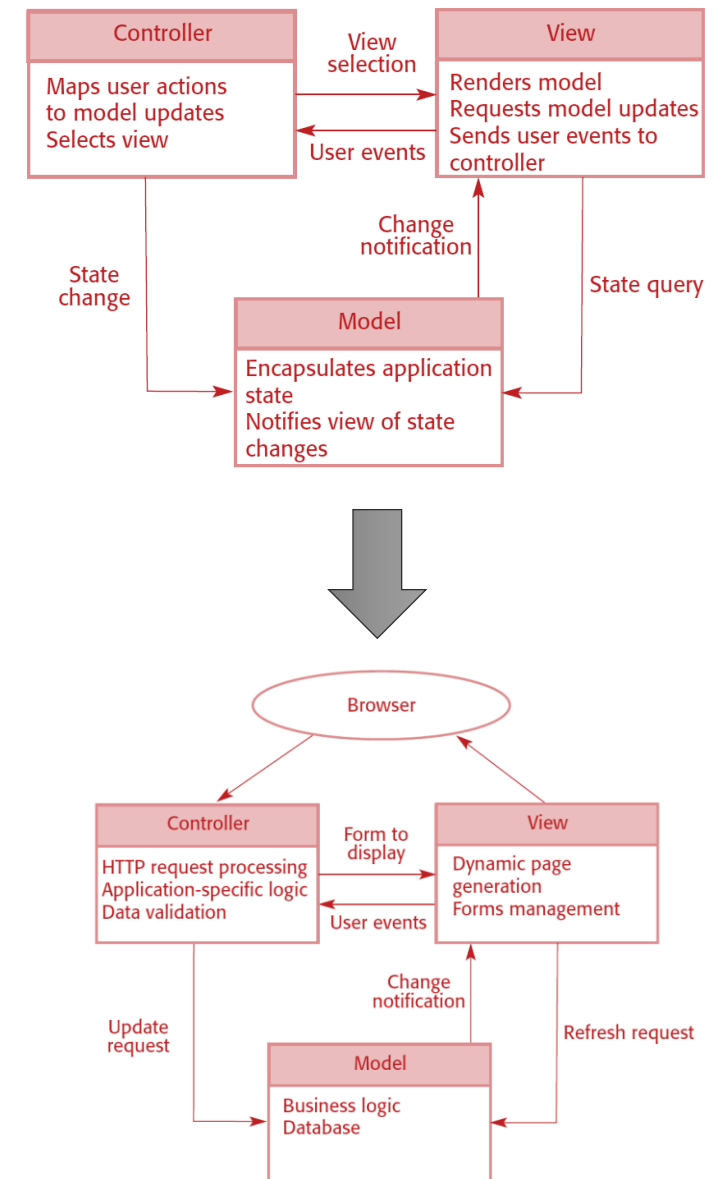 Controller
Maps user actions
to model updates
Selects view
View
selection
User events
View
Renders model
Requests model updates
Sends user events to
controller
State
change
Change
notification
State query
Model
Encapsulates application
state
Notifies view of state
changes
Browser
Controller
HTTP request processing
Application-specific logic
Data validation
Form to
display
User events
View
Dynamic page
generation
Forms management
Update
request
Change
notification
Refresh request
Model
Business logic
Database